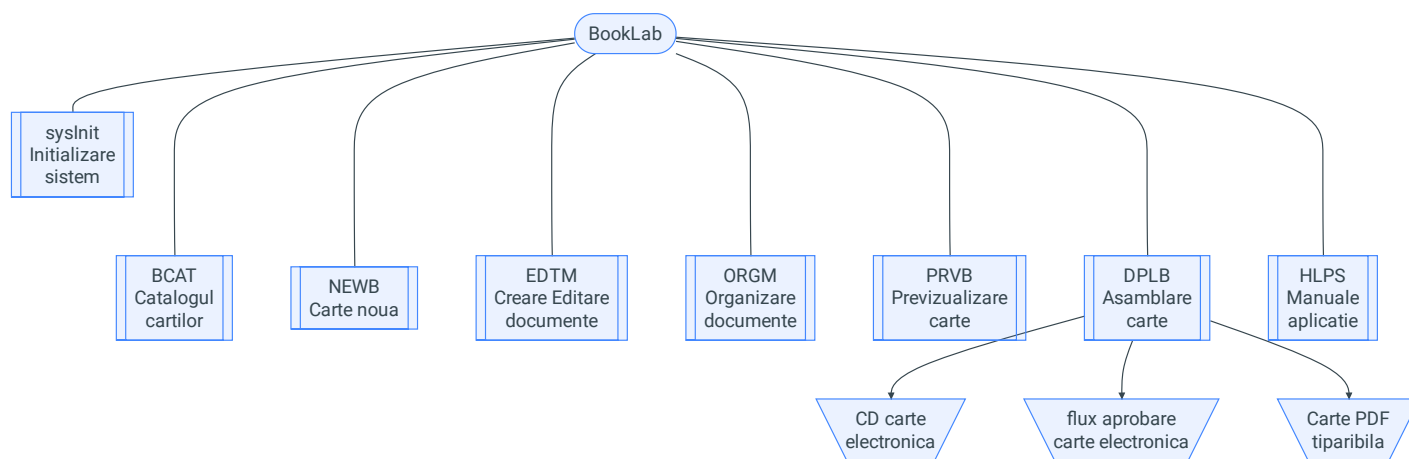 BookLab
sysInit
Initializare
sistem
BCAT
Catalogul
cartilor
NEWB
Carte noua
EDTM
Creare Editare
documente
ORGM
Organizare
documente
PRVB
Previzualizare
carte
DPLB
Asamblare
carte
HLPS
Manuale
aplicatie
CD carte
electronica
flux aprobare
carte electronica
Carte PDF
tiparibila